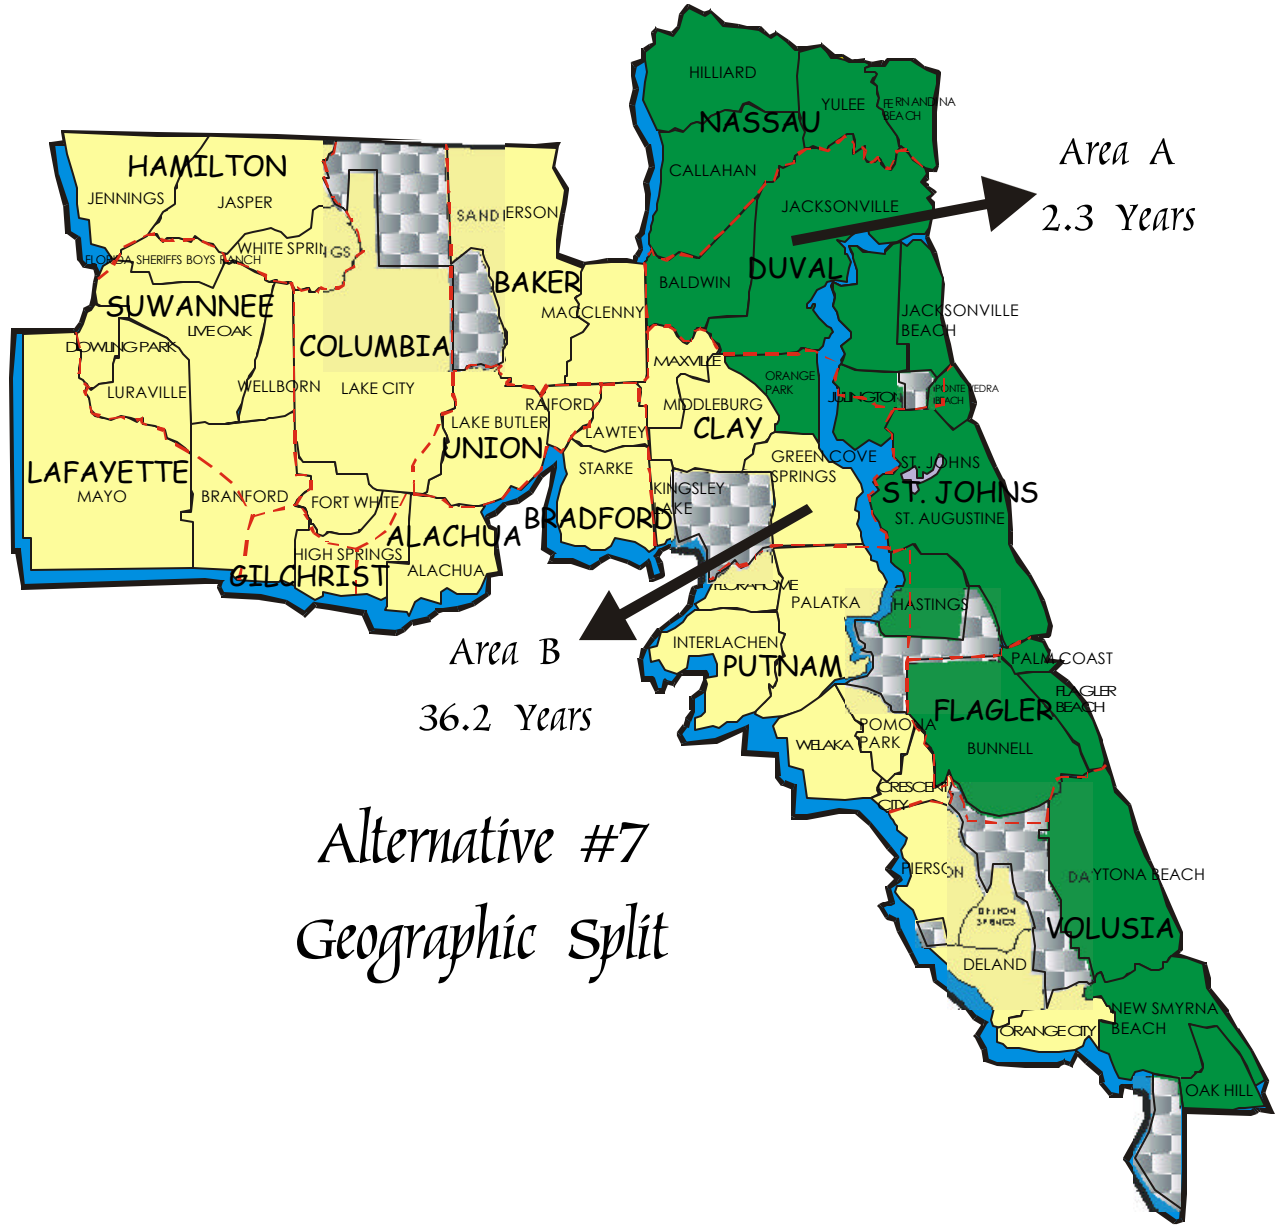 HILLIARD
YULEE
FERNANDINA
BEACH
NASSAU
CALLAHAN
Area A
2.3 Years
JACKSONVILLE
DUVAL
BALDWIN
JACKSONVILLE
BEACH
HAMILTON
JENNINGS
JASPER
WHITE SPRINGS
FLORIDA SHERIFFS BOYS RANCH
SANDERSON
BAKER
MACCLENNY
SUWANNEE
LIVE OAK
DOWLING PARK
LURAVILLE
WELLBORN
COLUMBIA
LAKE CITY
MAXVILLE
ORANGE
PARK
JULINGTON
PONTE VEDRA
BEACH
RAIFORD
LAKE BUTLER
UNION
LAWTEY
MIDDLEBURG
CLAY
GREEN COVE
SPRINGS
ST. JOHNS
ST. JOHNS
ST. AUGUSTINE
LAFAYETTE
MAYO
BRANFORD
FORT WHITE
STARKE
KINGSLEY
LAKE
BRADFORD
ALACHUA
HIGH SPRINGS
GILCHRIST
ALACHUA
FLORAHOME
PALATKA
HASTINGS
INTERLACHEN
PUTNAM
Area B
36.2 Years
PALM COAST
FLAGLER
BEACH
FLAGLER
BUNNELL
POMONA
PARK
WELAKA
CRESCENT
CITY
Alternative #7
Geographic Split
PIERSON
DAYTONA BEACH
VOLUSIA
DELAND
NEW SMYRNA
BEACH
ORANGE CITY
OAK HILL